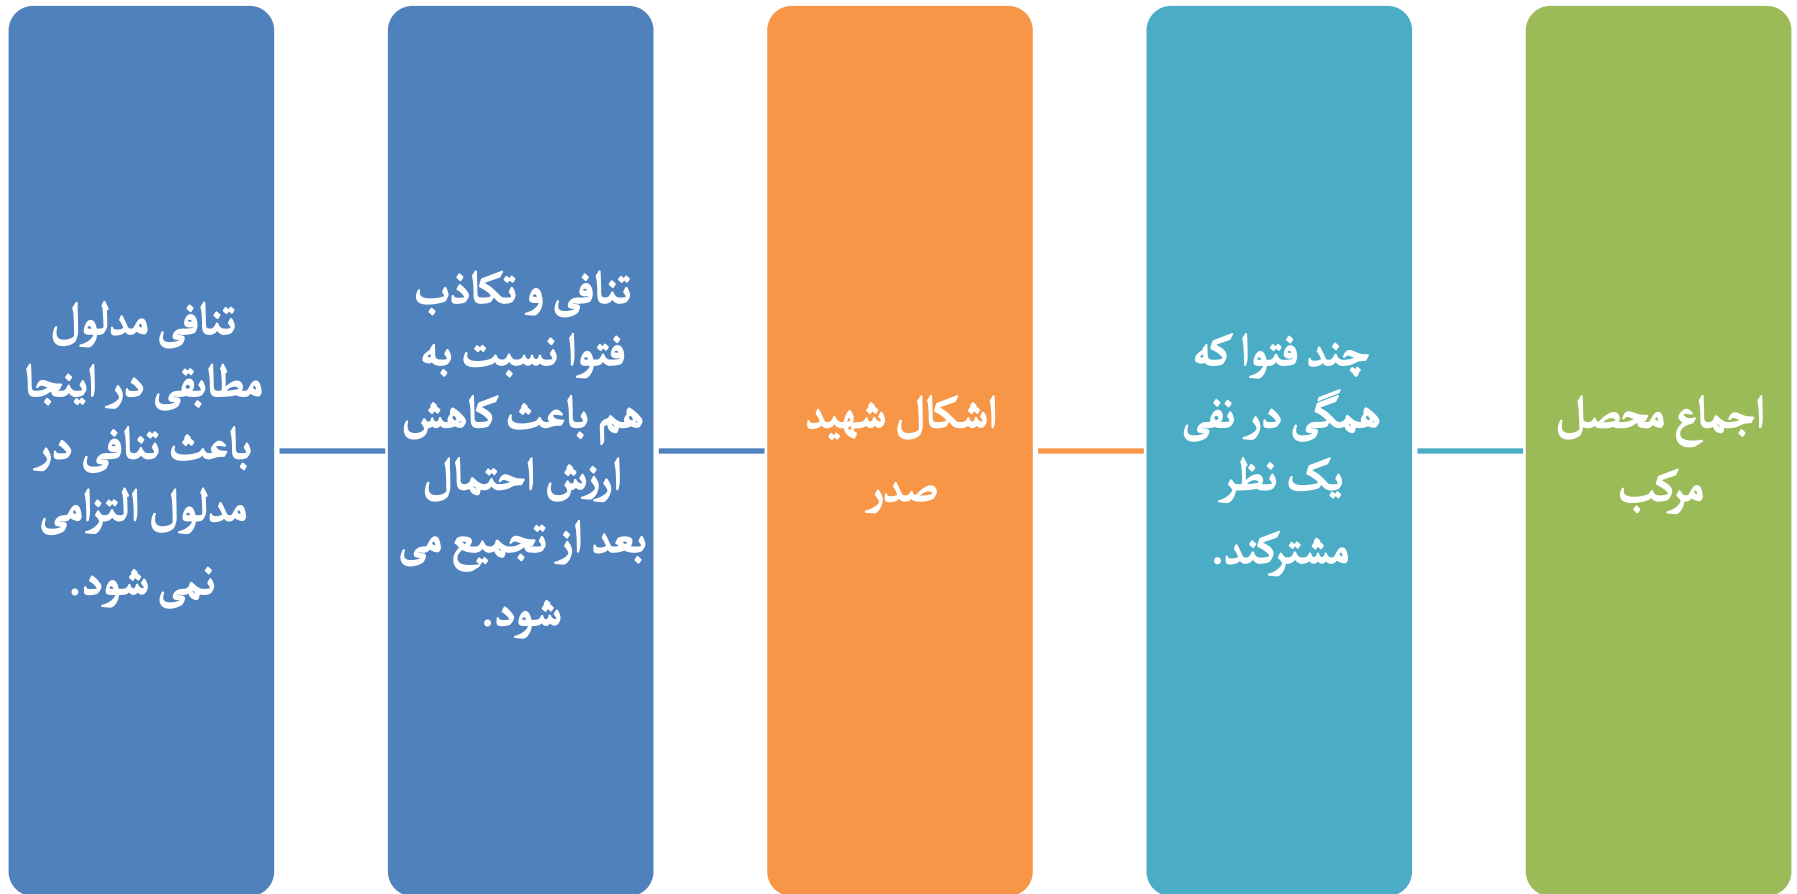 اجماع محصل
مرکب
چند فتوا که
همگی در نفی
یک نظر
مشترکند.
اشکال شهید
صدر
تنافی و تکاذب
فتوا نسبت به
هم باعث کاهش
ارزش احتمال
بعد از تجمیع می
شود.
تنافی مدلول
مطابقی در اینجا
باعث تنافی در
مدلول التزامی
نمی شود.